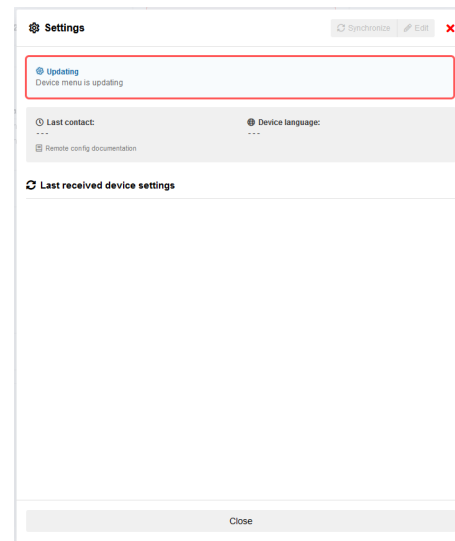 Settings
Synchronize
Edit
Updating
Device menu is updating
Last contact:
---
Device language:
---
Remote config documentation
Last received device settings
Close